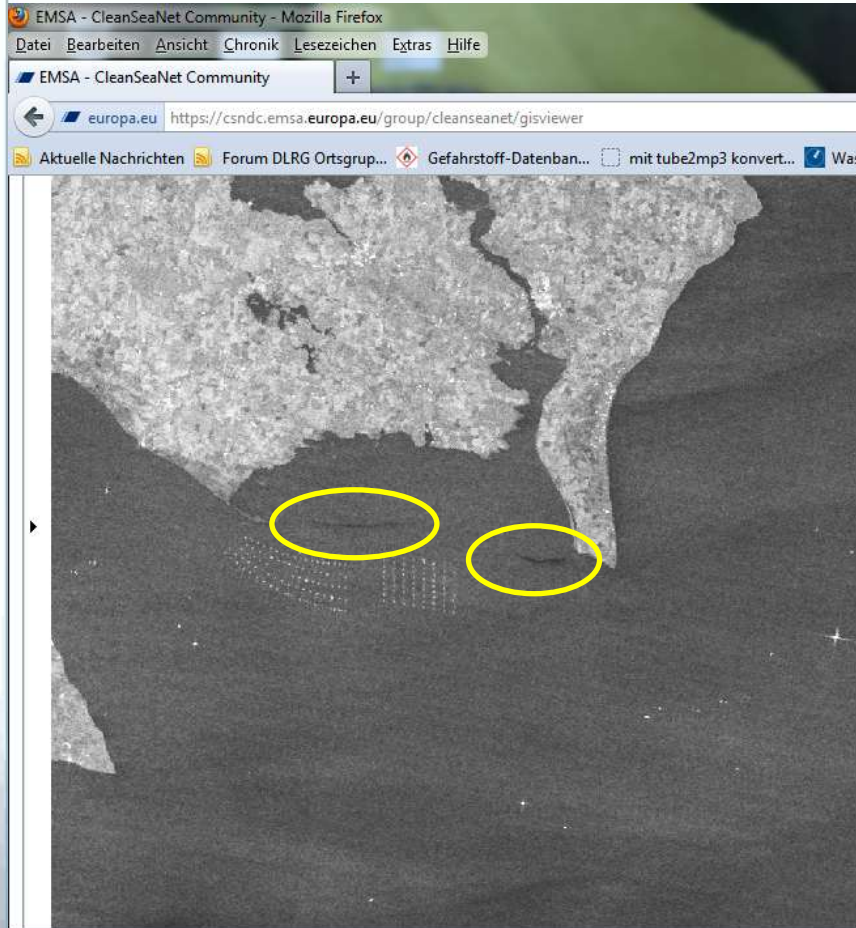 EMSA - CleanSeaNet Community - Mozilla Firefox
Datei Bearbeiten Ansicht Chronik Lesezeichen Extras Hilfe
EMSA - CleanSeaNet Community +
europa.eu https://csndc.emsa.europa.eu/group/cleanseanet/gisviewer
Aktuelle Nachrichten Forum DLRG Ortsgrup... Gefahrstoff-Datenban... mit tube2mp3 konvert... Was